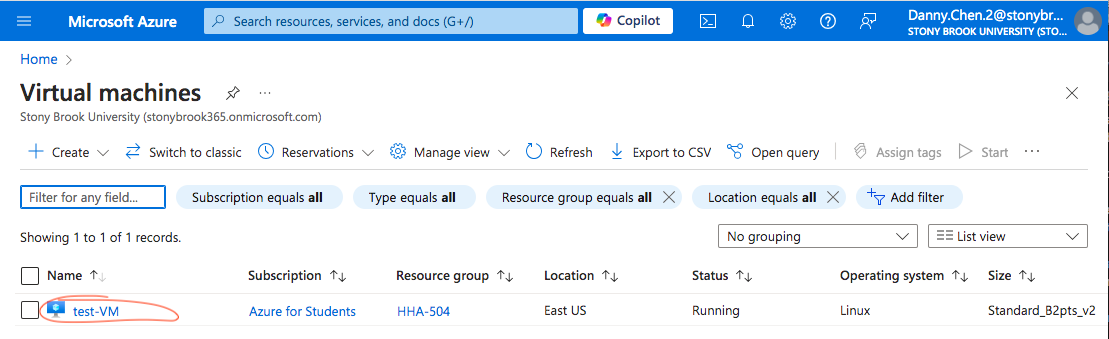 Microsoft Azure
Search resources, services, and docs (G+/)
Copilot
Danny.Chen.2@stonybr...
STONY BROOK UNIVERSITY (STO...
Home
Virtual machines
Stony Brook University (stonybrook365.onmicrosoft.com)
Create Switch to classic Reservations Manage view Refresh Export to CSV Open query Assign tags Start
Filter for any field... Subscription equals all Type equals all Resource group equals all Location equals all Add filter
Showing 1 to 1 of 1 records. No grouping List view
Name Subscription Resource group Location Status Operating system Size
test-VM Azure for Students HHA-504 East US Running Linux Standard_B2pts_v2